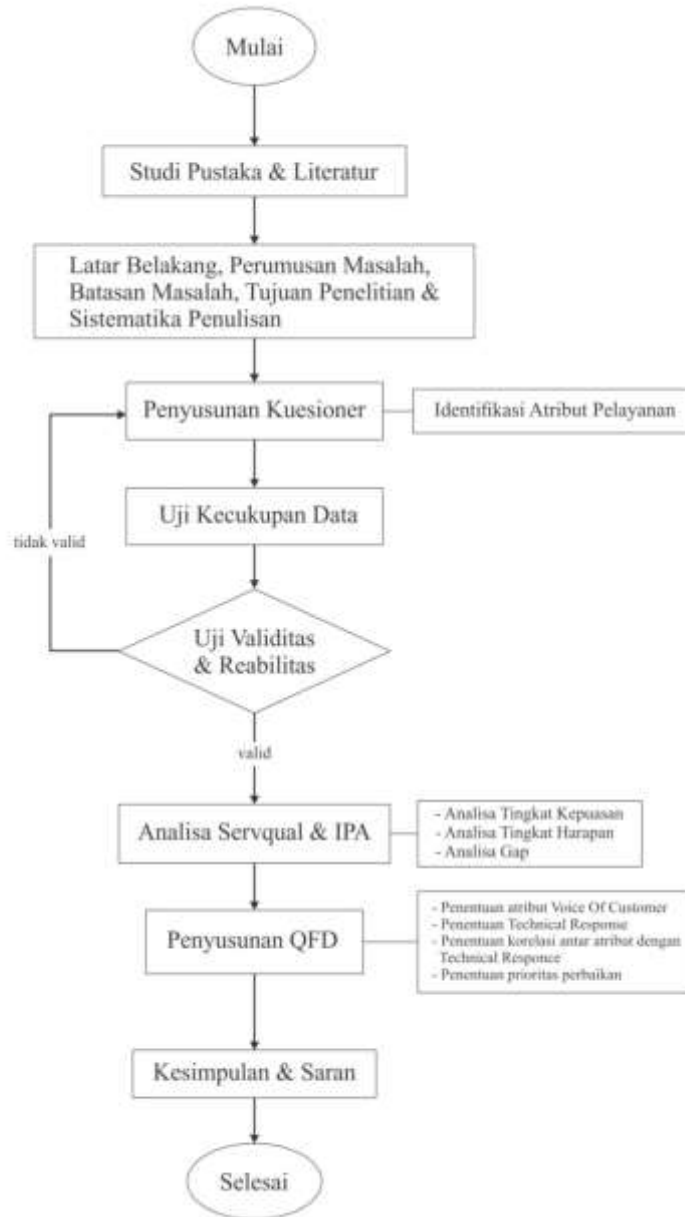 Mulai
Studi Pustaka & Literatur
Latar Belakang, Perumusan Masalah,
Batasan Masalah, Tujuan Penelitian &
Sistematika Penulisan
Penyusunan Kuesioner
Identifikasi Atribut Pelayanan
Uji Kecukupan Data
tidak valid
Uji Validitas
& Reabilitas
valid
Analisa Servqual & IPA
- Analisa Tingkat Kepuasan
- Analisa Tingkat Harapan
- Analisa Gap
Penyusunan QFD
- Penentuan atribut Voice Of Customer
- Penentuan Technical Response
- Penentuan korelasi antar atribut dengan
Technical Responce
- Penentuan prioritas perbaikan
Kesimpulan & Saran
Selesai